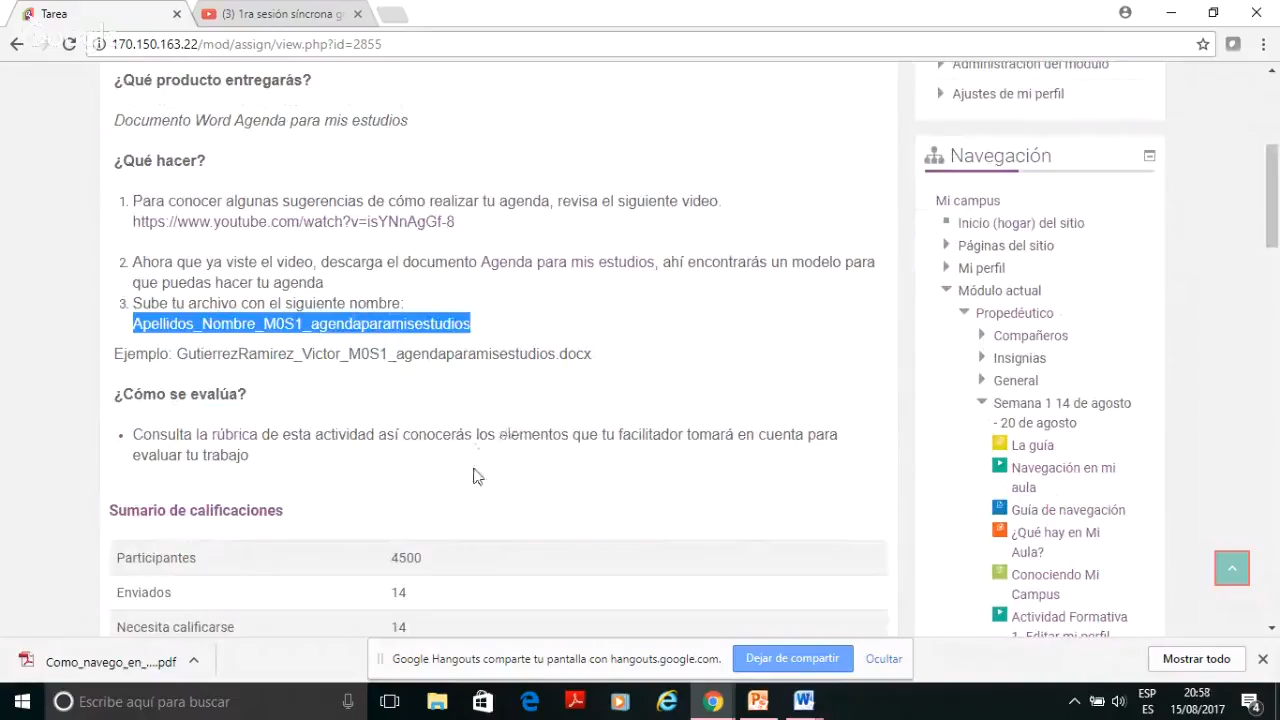 Tarea
(3) 1ra sesión síncrona g
170.150.163.22/mod/assign/view.php?id=2855
¿Qué producto entregarás?
Documento Word Agenda para mis estudios
¿Qué hacer?
1. Para conocer algunas sugerencias de cómo realizar tu agenda, revisa el siguiente video.
https://www.youtube.com/watch?v=isYNnAgGf-8
2. Ahora que ya viste el video, descarga el documento Agenda para mis estudios, ahí encontrarás un modelo para
que puedas hacer tu agenda
3. Sube tu archivo con el siguiente nombre:
Apellidos_Nombre_M0S1_agendaparamisestudios
Ejemplo: GutierrezRamirez_Victor_M0S1_agendaparamisestudios.docx
¿Cómo se evalúa?
• Consulta la rúbrica de esta actividad así conocerás los elementos que tu facilitador tomará en cuenta para
evaluar tu trabajo
Sumario de calificaciones
Participantes 4500
Enviados 14
Necesita calificarse 14
Administración del módulo
Ajustes de mi perfil
Navegación
Mi campus
Inicio (hogar) del sitio
Páginas del sitio
Mi perfil
Módulo actual
Propedéutico
Compañeros
Insignias
General
Semana 1 14 de agosto
- 20 de agosto
La guía
Navegación en mi
aula
Guía de navegación
¿Qué hay en Mi
Aula?
Conociendo Mi
Campus
Actividad Formativa
1. Editar mi perfil
Como_navego_en_....pdf
Google Hangouts comparte tu pantalla con hangouts.google.com.
Dejar de compartir
Ocultar
Mostrar todo
Escribe aquí para buscar
ESP
ES
20:58
15/08/2017
4